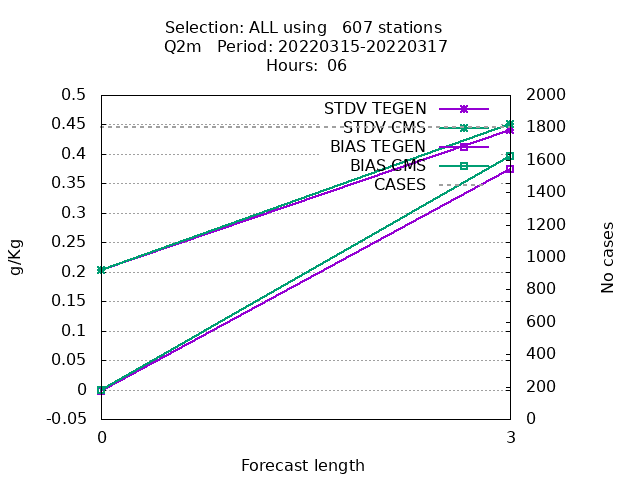 Selection: ALL using   607 stations
Q2m   Period: 20220315-20220317
Hours: 06
0.5
0.45
0.4
0.35
0.3
0.25
0.2
0.15
0.1
0.05
0
-0.05
g/Kg
STDV TEGEN
STDV CMS
BIAS TEGEN
BIAS CMS
CASES
2000
1800
1600
1400
1200
1000
800
600
400
200
0
No cases
0
3
Forecast length